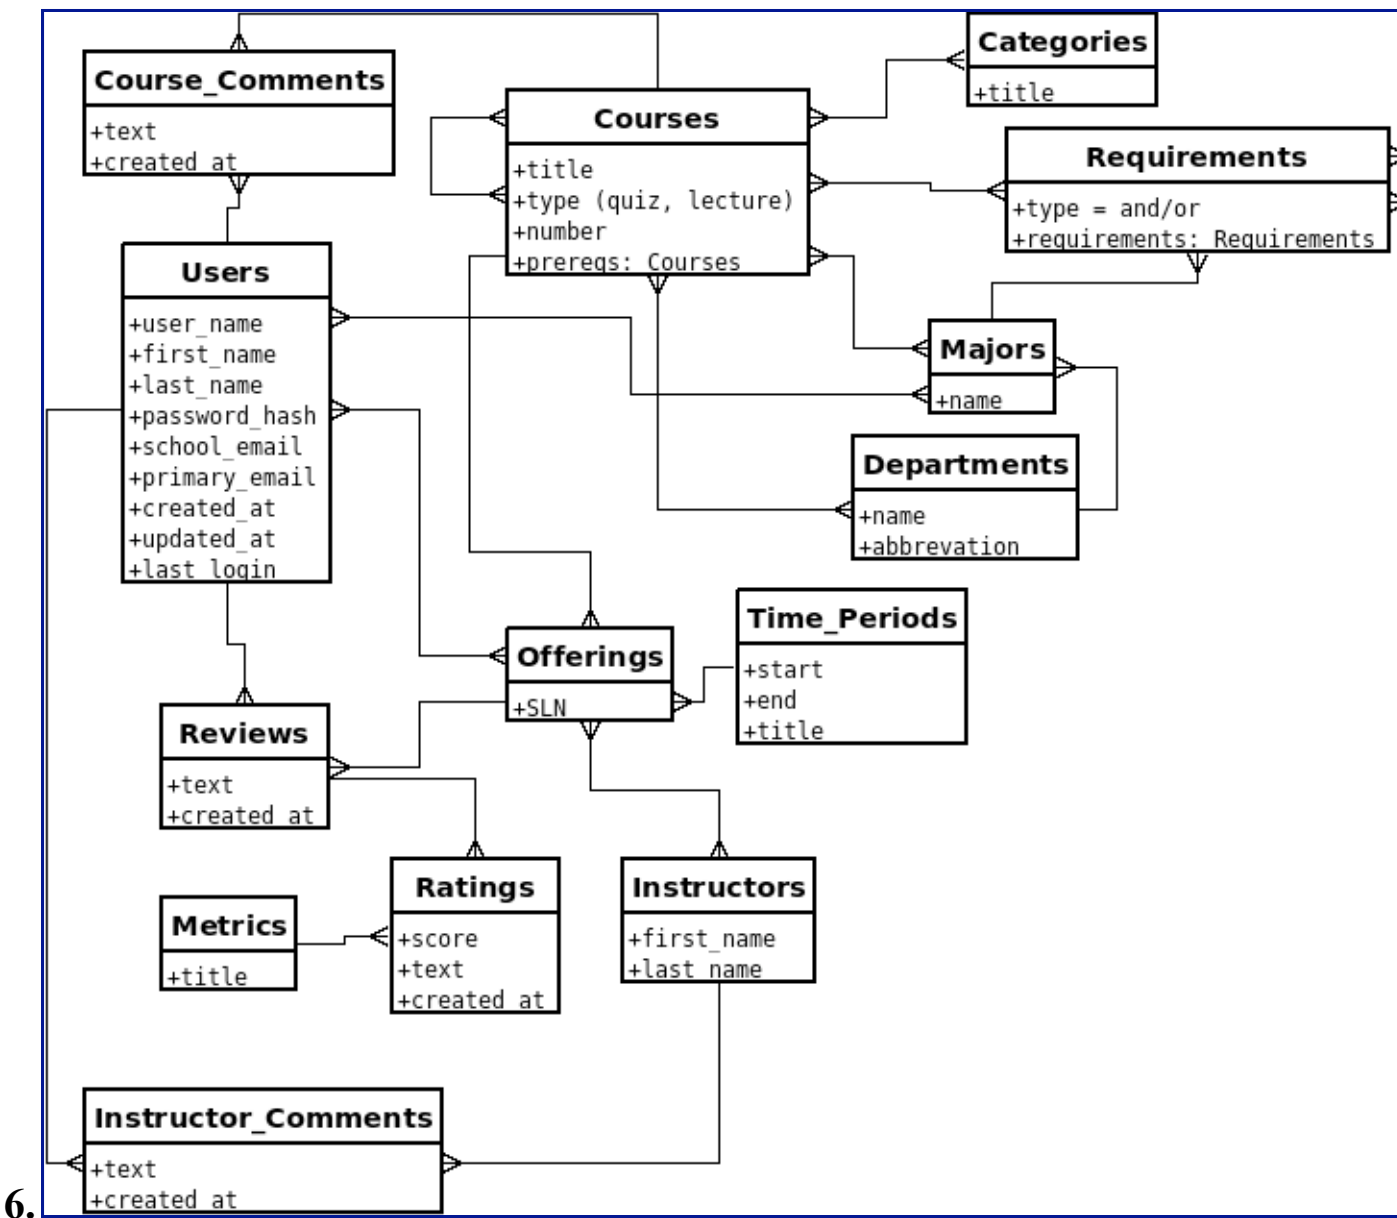 Course_Comments
+text
+created_at
Categories
+title
Courses
+title
+type (quiz, lecture)
+number
+prereqs: Courses
Requirements
+type = and/or
+requirements: Requirements
Users
+user_name
+first_name
+last_name
+password_hash
+school_email
+primary_email
+created_at
+updated_at
+last_login
Majors
+name
Departments
+name
+abbrevation
Time_Periods
+start
+end
+title
Offerings
+SLN
Reviews
+text
+created_at
Ratings
+score
+text
+created_at
Instructors
+first_name
+last_name
Metrics
+title
Instructor_Comments
+text
+created_at
6.